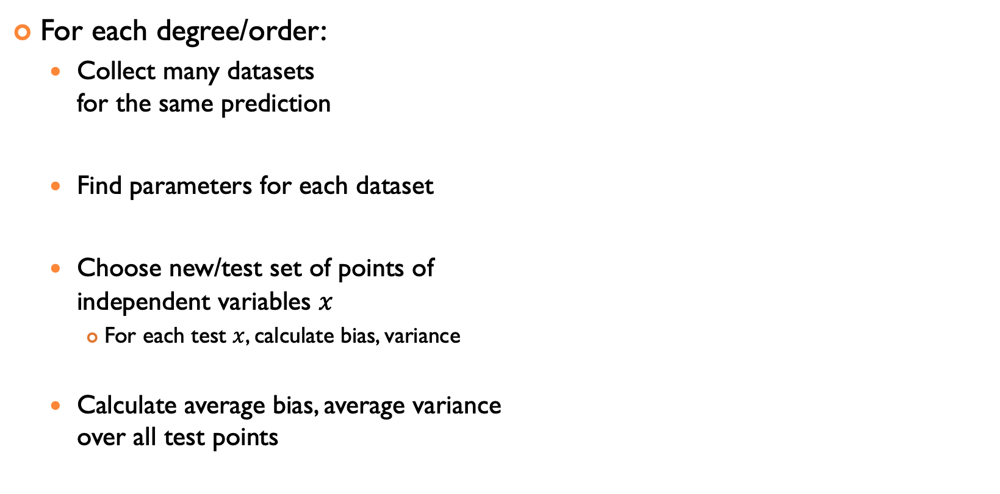 For each degree/order:
Collect many datasets
for the same prediction
Find parameters for each dataset
Choose new/test set of points of
independent variables x
For each test x, calculate bias, variance
Calculate average bias, average variance
over all test points